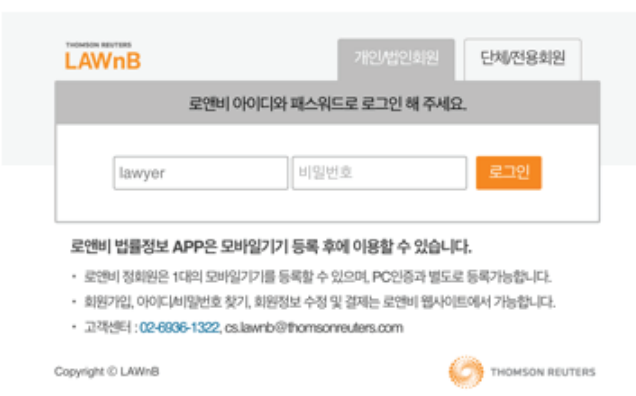 THOMSON REUTERS
LAWnB
개인/법인회원
단체/전용회원
로앤비 아이디와 패스워드로 로그인 해 주세요.
lawyer
비밀번호
로그인
로앤비 법률정보 APP은 모바일기기 등록 후에 이용할 수 있습니다.
• 로앤비 정회원은 1대의 모바일기기를 등록할 수 있으며, PC인증과 별도로 등록가능합니다.
• 회원가입, 아이디/비밀번호 찾기, 회원정보 수정 및 결제는 로앤비 웹사이트에서 가능합니다.
• 고객센터 : 02-6936-1322, cs.lawnb@thomsonreuters.com
Copyright © LAWnB
THOMSON REUTERS